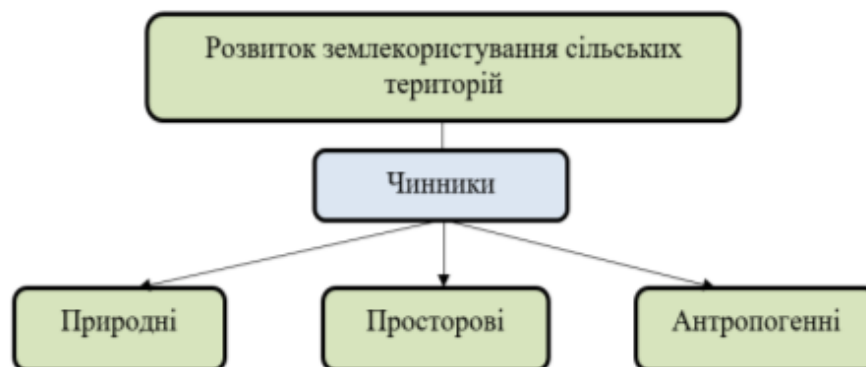 Розвиток землекористування сільських
територій
Чинники
Природні
Просторові
Антропогенні